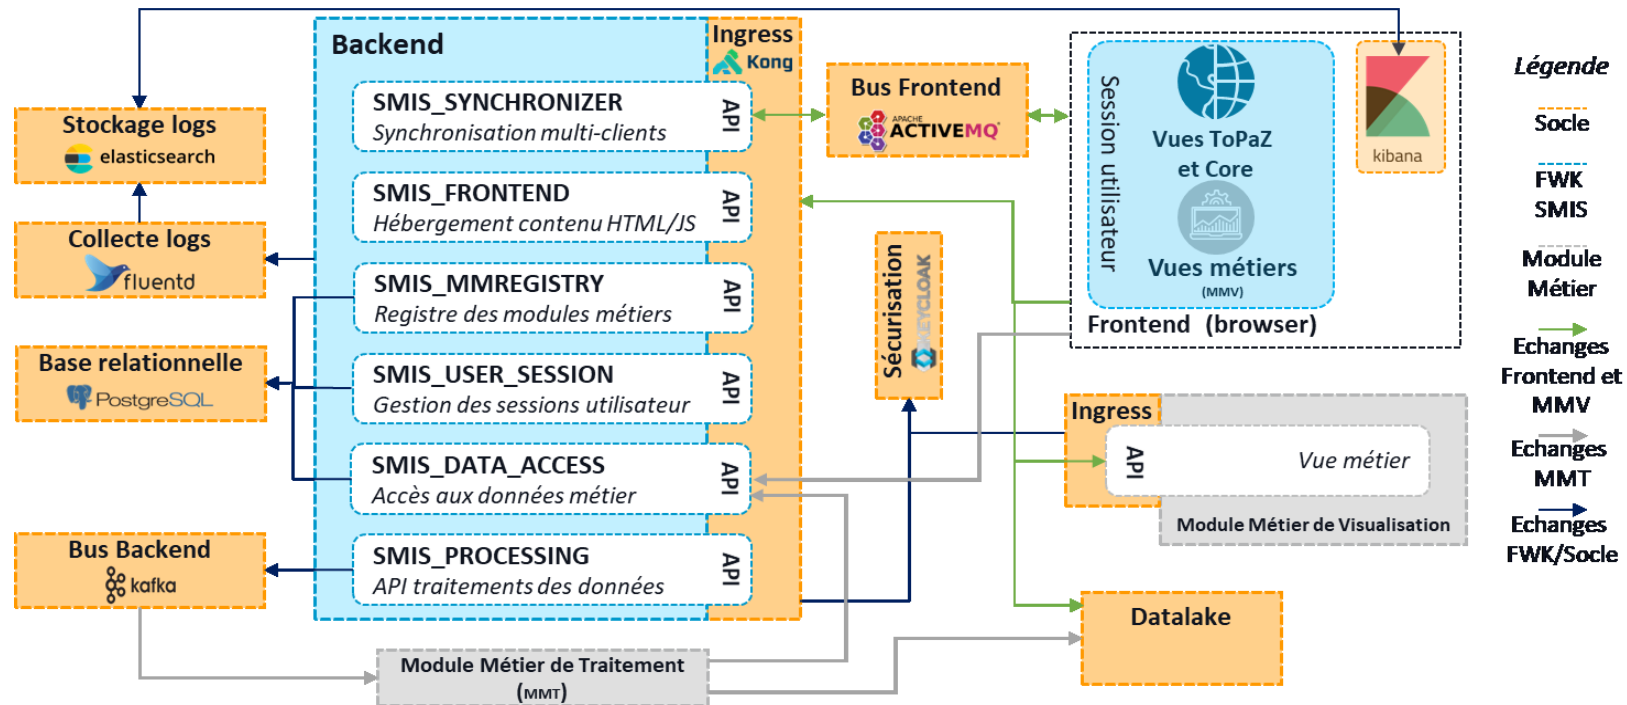 Backend
Ingress
Kong
SMIS_SYNCHRONIZER
Synchronisation multi-clients
API
SMIS_FRONTEND
Hébergement contenu HTML/JS
API
SMIS_MMREGISTRY
Registre des modules métiers
API
SMIS_USER_SESSION
Gestion des sessions utilisateur
API
SMIS_DATA_ACCESS
Accès aux données métier
API
SMIS_PROCESSING
API traitements des données
API
Stockage logs
elasticsearch
Collecte logs
fluentd
Base relationnelle
PostgreSQL
Bus Backend
kafka
Module Métier de Traitement
(MMT)
Bus Frontend
APACHE
ACTIVEMQ
Sécurisation
KEYCLOAK
Session utilisateur
Vues ToPaZ
et Core
Vues métiers
(MMV)
Frontend (browser)
kibana
Ingress
API
Vue métier
Module Métier de Visualisation
Datalake
Légende
Socle
FWK
SMIS
Module
Métier
Echanges
Frontend et
MMV
Echanges
MMT
Echanges
FWK/Socle